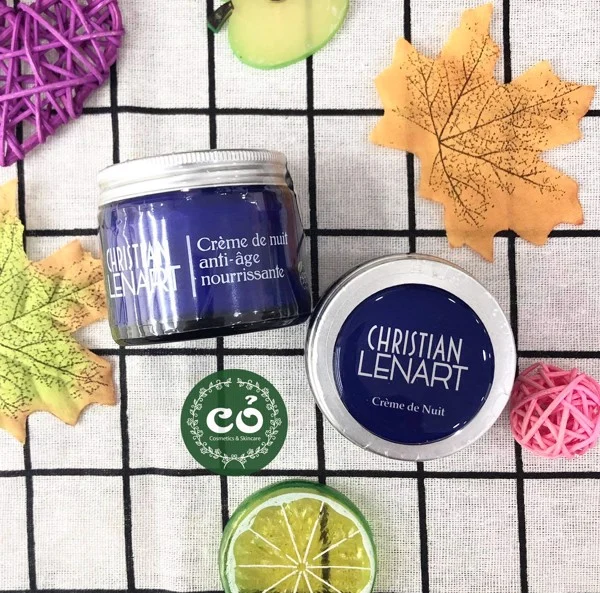 CHRISTIAN
LENART
Crème de nuit
anti-âge
nourrissante
CHRISTIAN
LENART
Crème de Nuit
CỎ
Cosmetics & Skincare